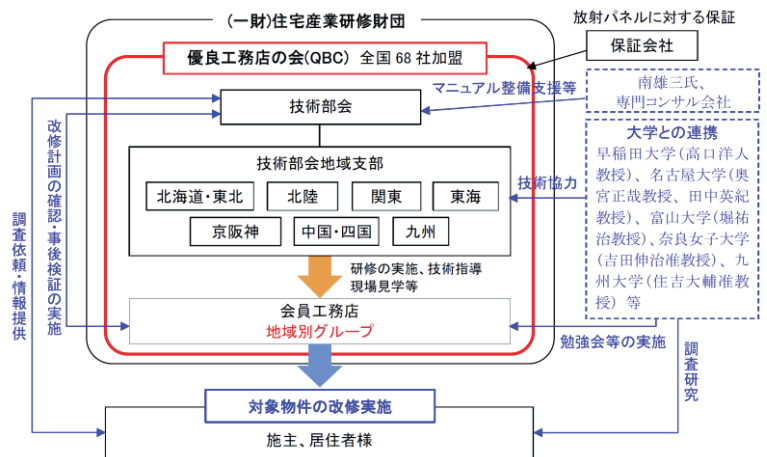 (一財)住宅産業研修財団
放射パネルに対する保証
保証会社
優良工務店の会(QBC) 全国68社加盟
技術部会
マニュアル整備支援等
南雄三氏、
専門コンサル会社
技術部会地域支部
北海道・東北
北陸
関東
東海
京阪神
中国・四国
九州
技術協力
大学との連携
早稲田大学(高口洋人
教授)、名古屋大学(奥
宮正哉教授、田中英紀
教授)、富山大学(堀祐
治教授)、奈良女子大学
(吉田伸治准教授)、九
州大学(住吉大輔准教
授) 等
研修の実施、技術指導
現場見学等
会員工務店
地域別グループ
勉強会等の実施
調査研究
改修計画の確認・事後検証の実施
調査依頼・情報提供
対象物件の改修実施
施主、居住者様